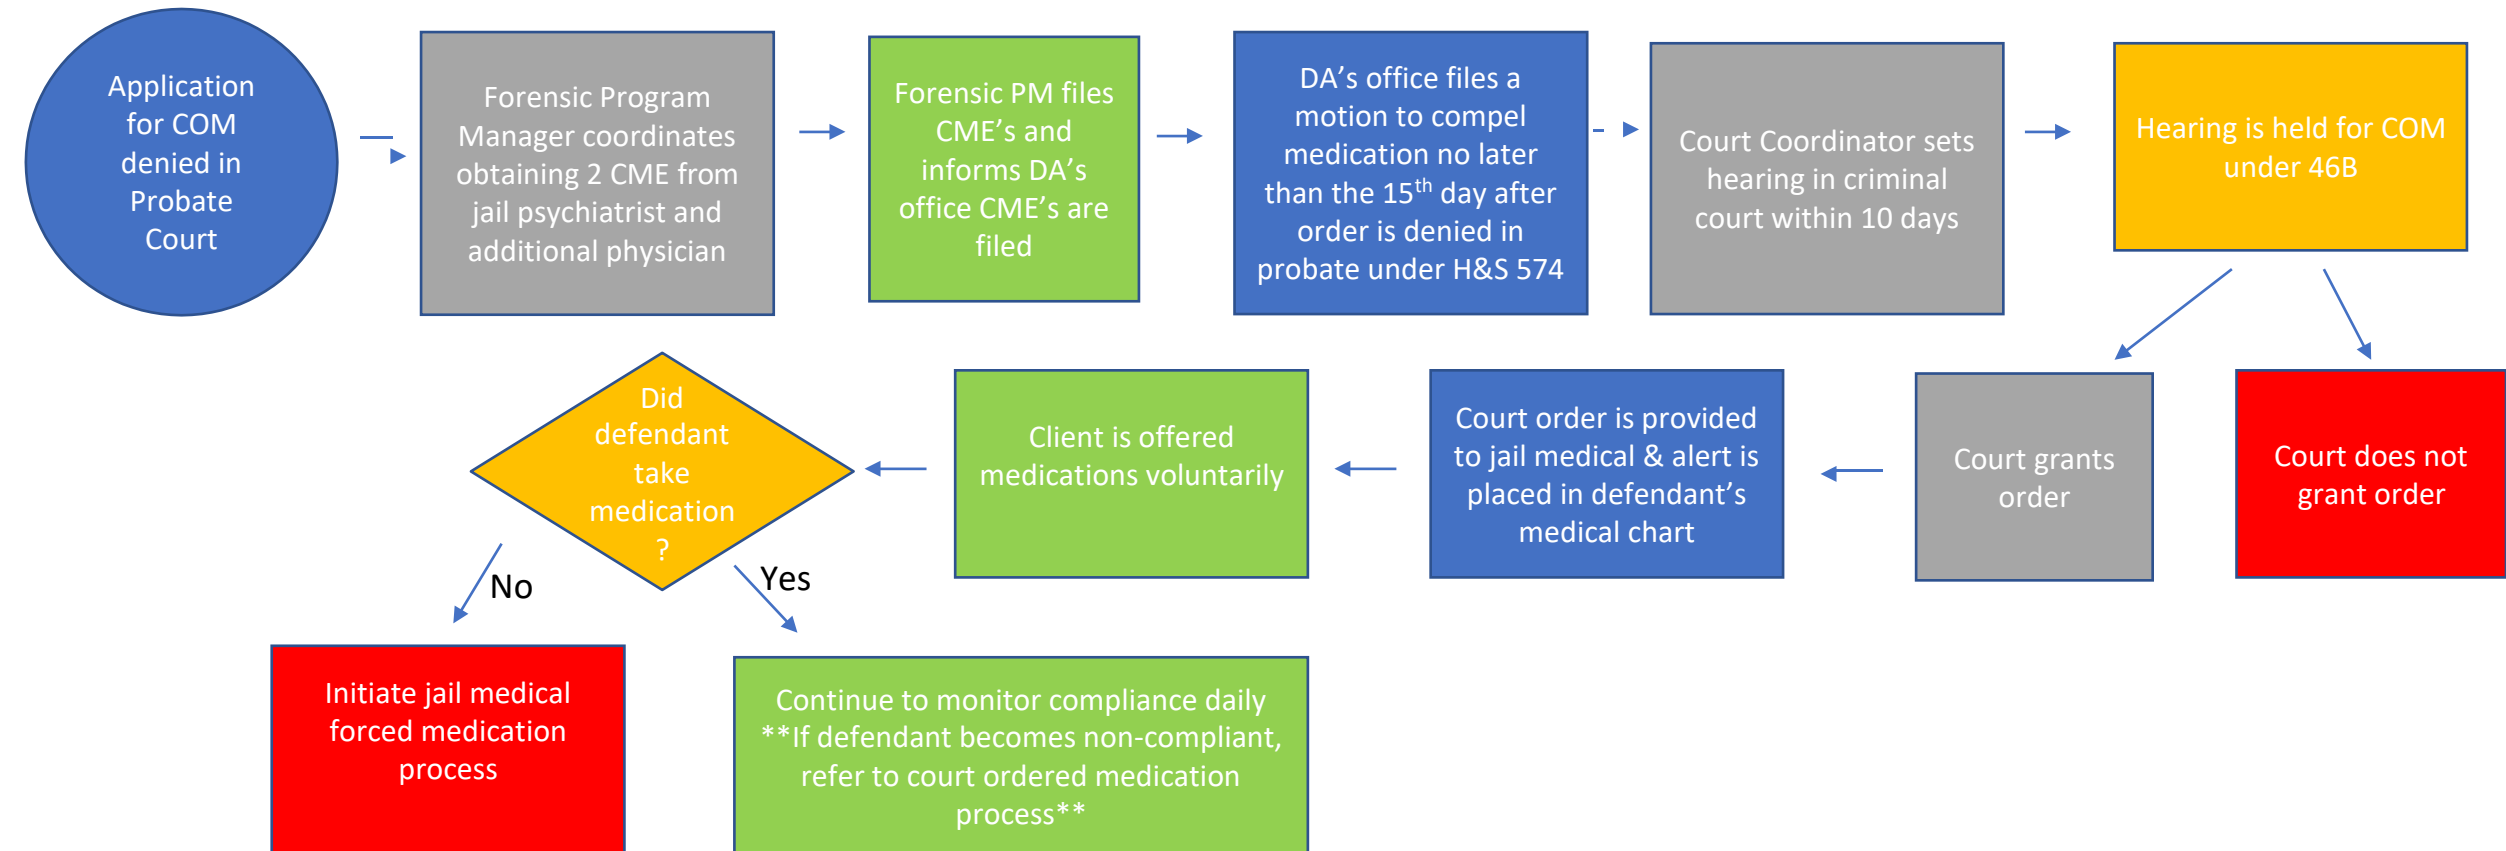 Application
for COM
denied in
Probate
Court
Forensic Program
Manager coordinates
obtaining 2 CME from
jail psychiatrist and
additional physician
Forensic PM files
CME’s and
informs DA’s
office CME’s are
filed
DA’s office files a
motion to compel
medication no later
than the 15th day after
order is denied in
probate under H&S 574
Court Coordinator sets
hearing in criminal
court within 10 days
Hearing is held for COM
under 46B
Court does not
grant order
Court grants
order
Court order is provided
to jail medical & alert is
placed in defendant’s
medical chart
Client is offered
medications voluntarily
Did
defendant
take
medication
?
No
Yes
Initiate jail medical
forced medication
process
Continue to monitor compliance daily
**If defendant becomes non-compliant,
refer to court ordered medication
process**